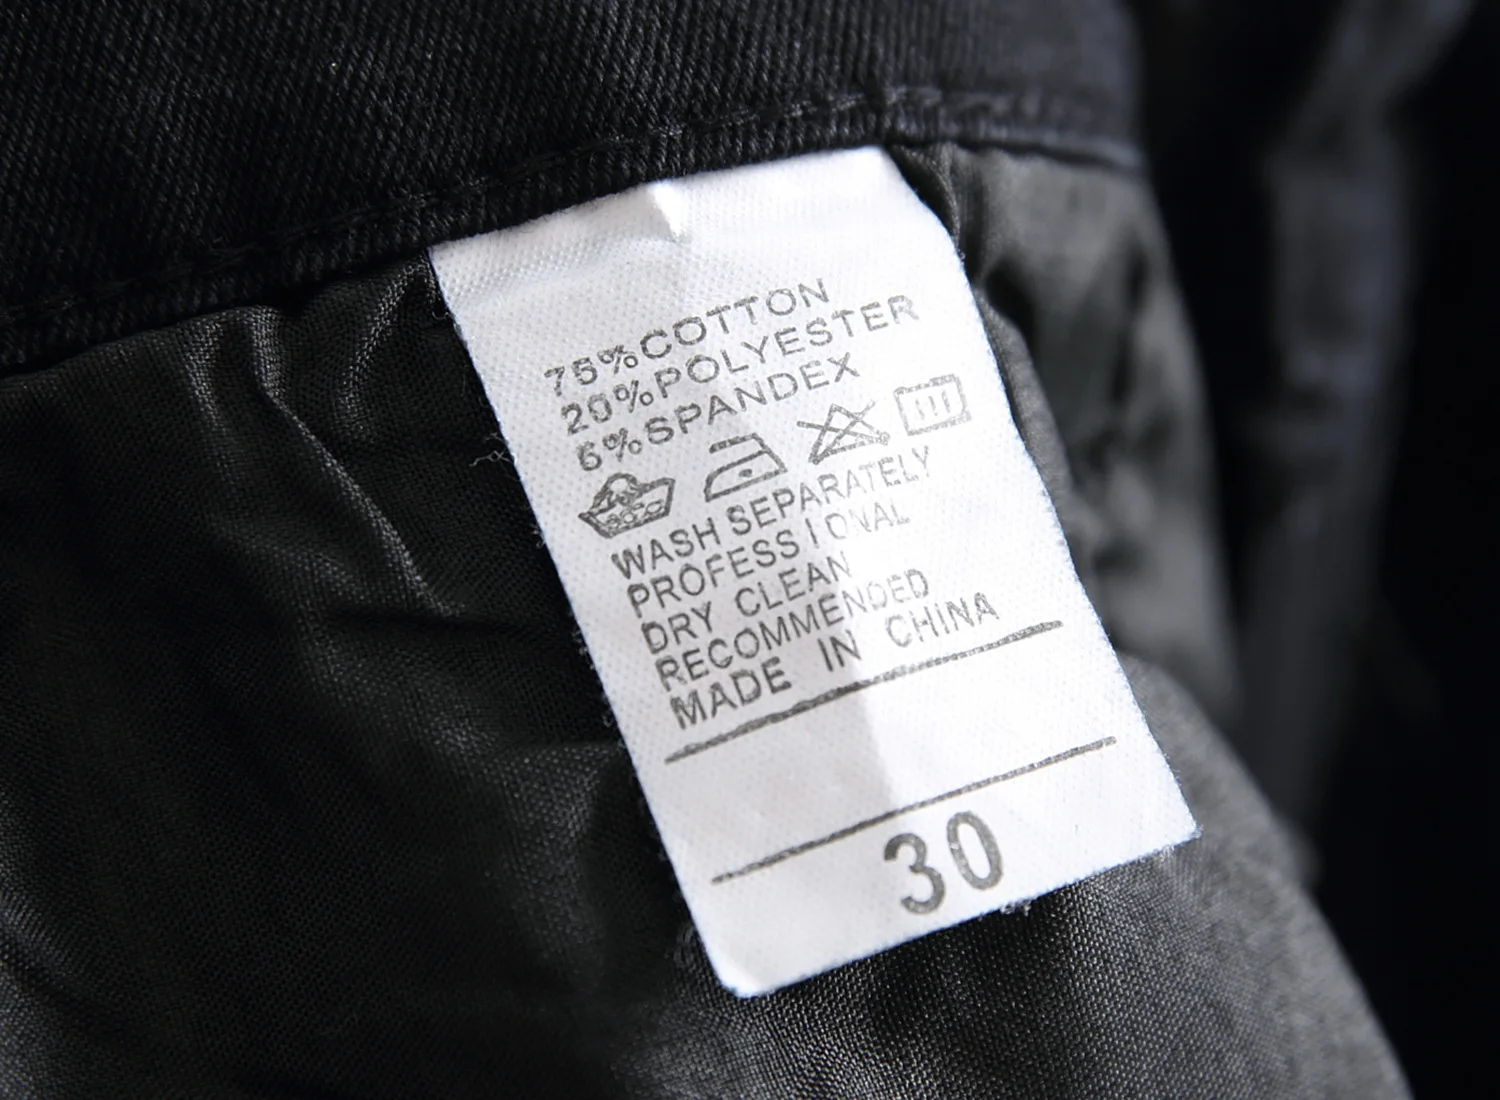 75%COTTON
20%POLYESTER
5%SPANDEX
WASH SEPARATELY
PROFESSIONAL
DRY CLEAN
RECOMMENDED
MADE IN CHINA
30